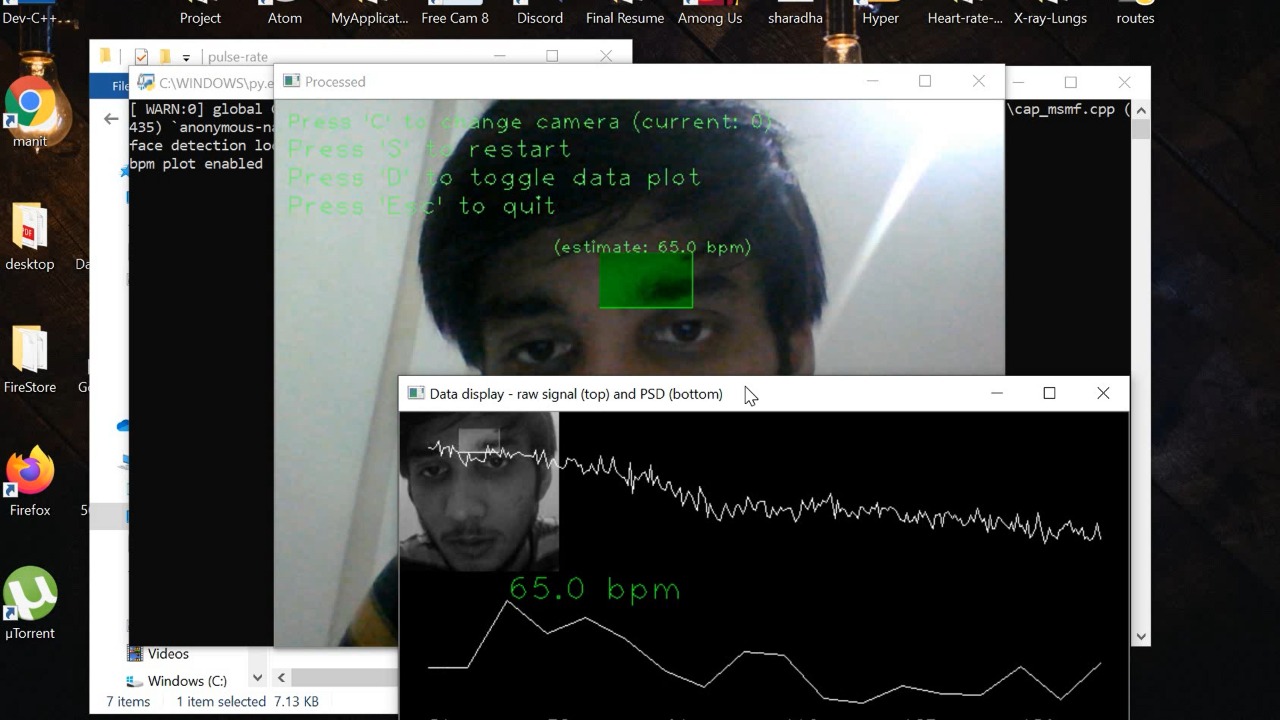 Dev-C++
Project
Atom
MyApplicat...
Free Cam 8
Discord
Final Resume
Among Us
sharadha
Hyper
Heart-rate-...
X-ray-Lungs
routes
manit
desktop
FireStore
Firefox
µTorrent
pulse-rate
File
C:\WINDOWS\py.e
[ WARN:0] global
\cap_msmf.cpp (
435) `anonymous-na
face detection loc
bpm plot enabled
Processed
Press 'C' to change camera (current: 0)
Press 'S' to restart
Press 'D' to toggle data plot
Press 'Esc' to quit
(estimate: 65.0 bpm)
Data display - raw signal (top) and PSD (bottom)
65.0 bpm
Videos
Windows (C:)
7 items
1 item selected 7.13 KB